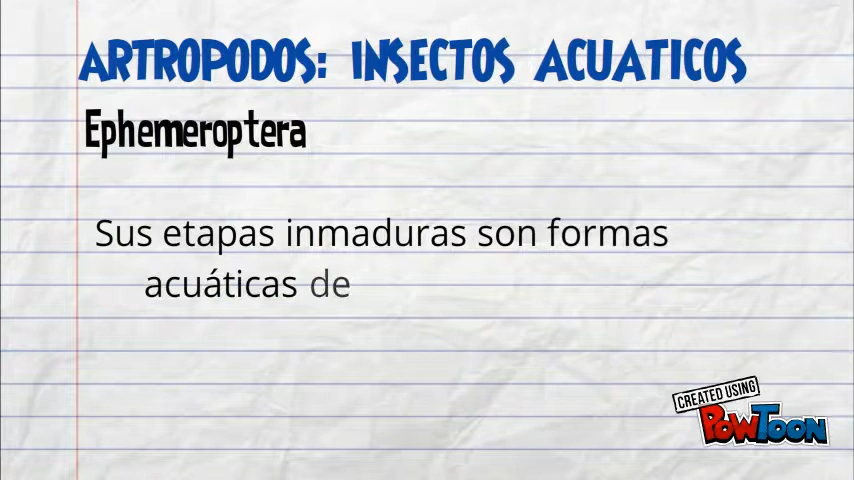 ARTROPODOS: INSECTOS ACUATICOS
Ephemeroptera
Sus etapas inmaduras son formas
acuáticas de
CREATED USING
POWTOON